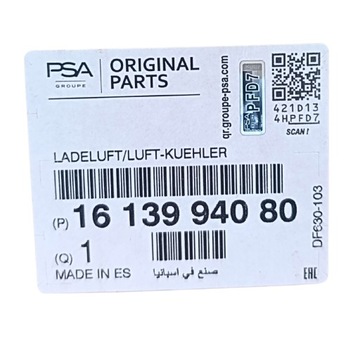 PSA
GROUPE
ORIGINAL
PARTS
qr.groupe-psa.com
PFD7
421D13
4HPFD7
SCAN!
LADELUFT/LUFT-KUEHLER
(P) 16 139 940 80
(Q) 1
MADE IN ES
صنع في اسبانيا
DF630-103
EAC